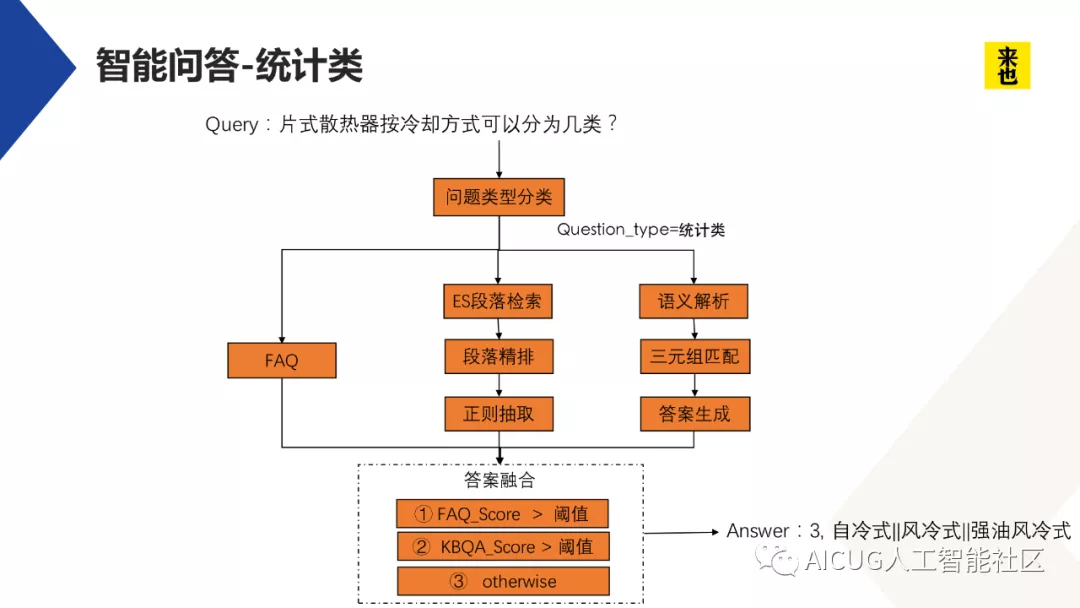 智能问答-统计类
来也
Query：片式散热器按冷却方式可以分为几类？
问题类型分类
Question_type=统计类
ES段落检索
语义解析
FAQ
段落精排
三元组匹配
正则抽取
答案生成
答案融合
① FAQ_Score > 阈值
② KBQA_Score > 阈值
③ otherwise
Answer：3, 自冷式||风冷式||强油风冷式
AICUG人工智能社区